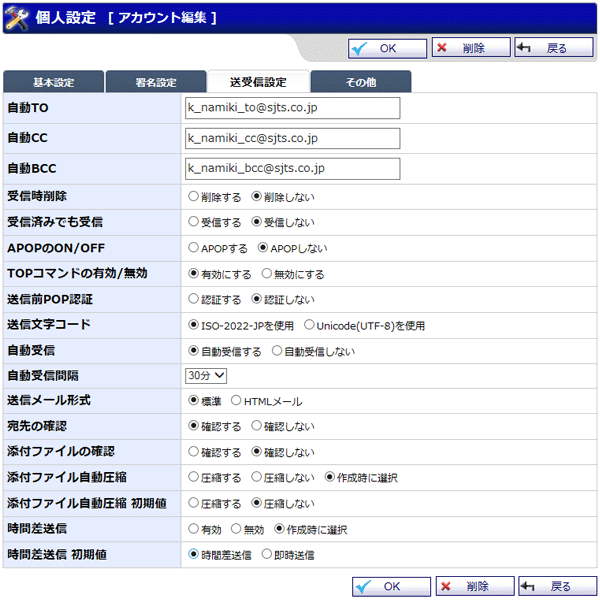 個人設定 [ アカウント編集 ]
OK 削除 戻る
基本設定 署名設定 送受信設定 その他
自動TO k_namiki_to@sjts.co.jp
自動CC k_namiki_cc@sjts.co.jp
自動BCC k_namiki_bcc@sjts.co.jp
受信時削除 削除する 削除しない
受信済みでも受信 受信する 受信しない
APOPのON/OFF APOPする APOPしない
TOPコマンドの有効/無効 有効にする 無効にする
送信前POP認証 認証する 認証しない
送信文字コード ISO-2022-JPを使用 Unicode(UTF-8)を使用
自動受信 自動受信する 自動受信しない
自動受信間隔 30分
送信メール形式 標準 HTMLメール
宛先の確認 確認する 確認しない
添付ファイルの確認 確認する 確認しない
添付ファイル自動圧縮 圧縮する 圧縮しない 作成時に選択
添付ファイル自動圧縮 初期値 圧縮する 圧縮しない
時間差送信 有効 無効 作成時に選択
時間差送信 初期値 時間差送信 即時送信
OK 削除 戻る